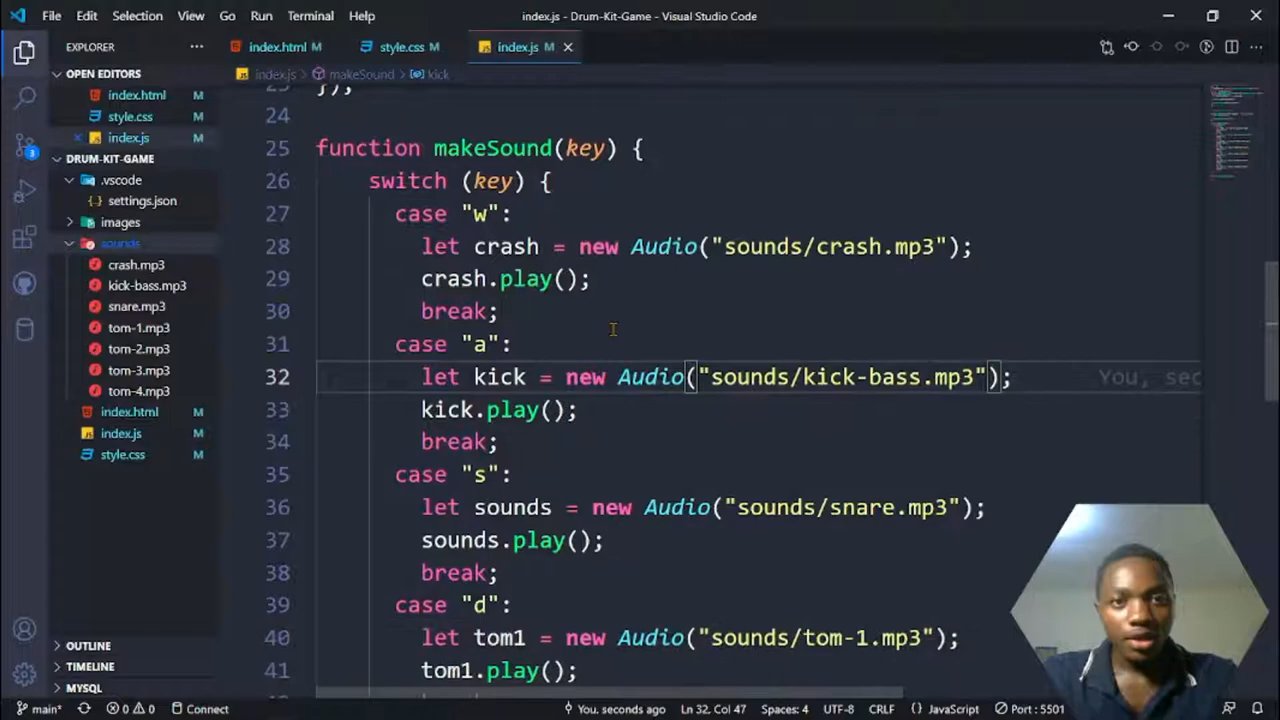 File Edit Selection View Go Run Terminal Help
index.js - Drum-Kit-Game - Visual Studio Code
EXPLORER
index.html M
style.css M
index.js M
index.js > makeSound > kick
OPEN EDITORS
index.html M
style.css M
index.js M
DRUM-KIT-GAME
.vscode
settings.json
images
sounds
crash.mp3
kick-bass.mp3
snare.mp3
tom-1.mp3
tom-2.mp3
tom-3.mp3
tom-4.mp3
index.html M
index.js M
style.css M
OUTLINE
TIMELINE
MYSQL
3
});
24
25 function makeSound(key) {
26 switch (key) {
27 case "w":
28 let crash = new Audio("sounds/crash.mp3");
29 crash.play();
30 break;
31 case "a":
32 let kick = new Audio("sounds/kick-bass.mp3"); You, sec
33 kick.play();
34 break;
35 case "s":
36 let sounds = new Audio("sounds/snare.mp3");
37 sounds.play();
38 break;
39 case "d":
40 let tom1 = new Audio("sounds/tom-1.mp3");
41 tom1.play();
main* 0 0 Connect You, seconds ago Ln 32, Col 47 Spaces: 4 UTF-8 CRLF {} JavaScript Port : 5501